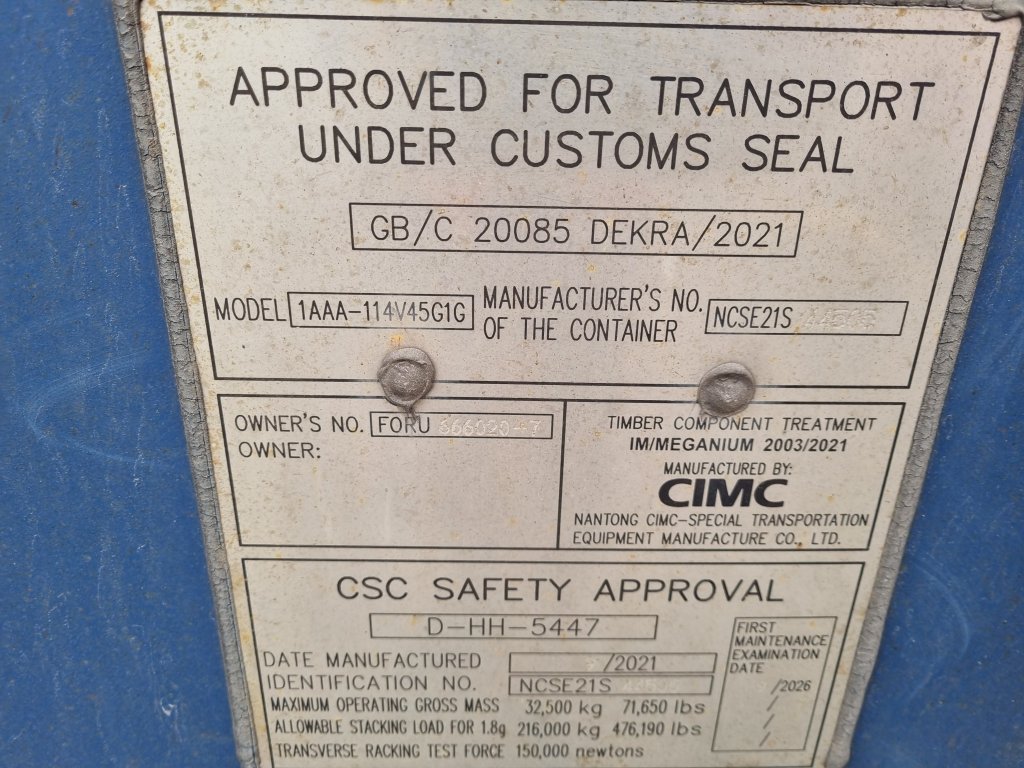 APPROVED FOR TRANSPORT
UNDER CUSTOMS SEAL
GB/C 20085 DEKRA/2021
MODEL 1AAA-114V45G1G
MANUFACTURER'S NO.
OF THE CONTAINER
NCSE21S
OWNER'S NO. FORU
OWNER:
TIMBER COMPONENT TREATMENT
IM/MEGANIUM 2003/2021
MANUFACTURED BY:
CIMC
NANTONG CIMC-SPECIAL TRANSPORTATION
EQUIPMENT MANUFACTURE CO., LTD.
CSC SAFETY APPROVAL
D-HH-5447
DATE MANUFACTURED /2021
IDENTIFICATION NO. NCSE21S
MAXIMUM OPERATING GROSS MASS 32,500 kg 71,650 lbs
ALLOWABLE STACKING LOAD FOR 1.8g 216,000 kg 476,190 lbs
TRANSVERSE RACKING TEST FORCE 150,000 newtons
FIRST
MAINTENANCE
EXAMINATION
DATE
/2026
/
/
/